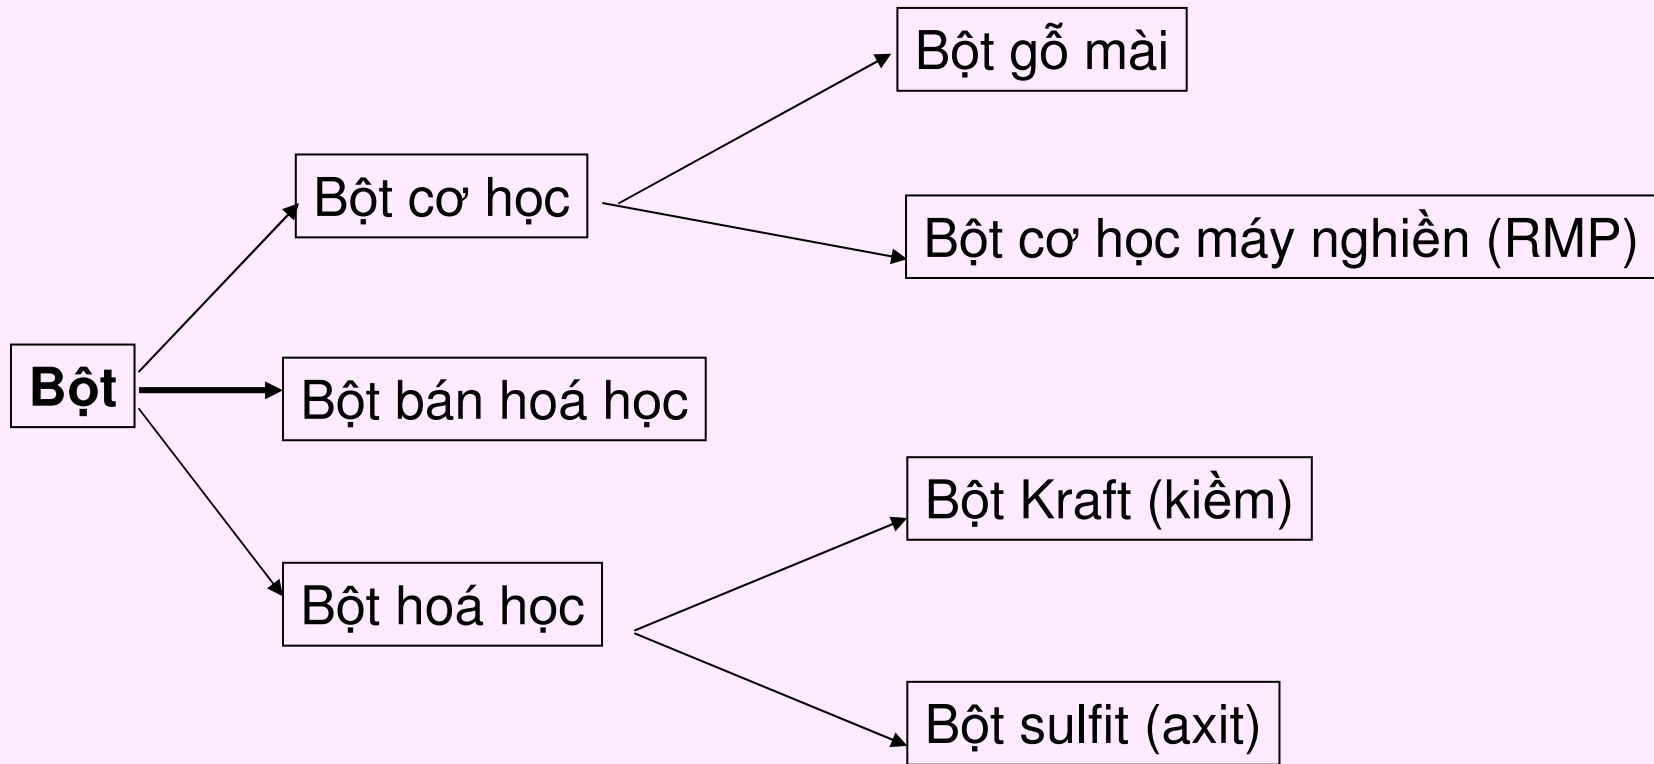 Bột gỗ mài
Bột cơ học
Bột cơ học máy nghiền (RMP)
Bột
Bột bán hoá học
Bột Kraft (kiềm)
Bột hoá học
Bột sulfit (axit)